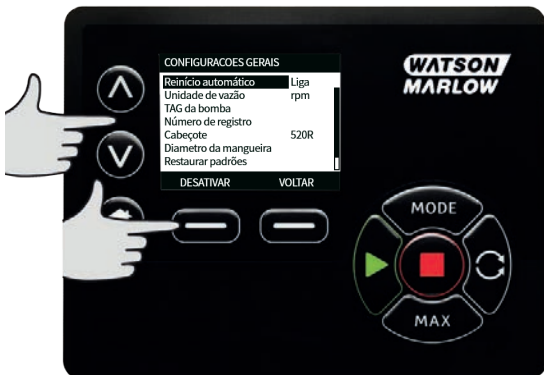 WATSON
MARLOW
CONFIGURACOES GERAIS
Reinício automático Liga
Unidade de vazão rpm
TAG da bomba
Número de registro
Cabeçote 520R
Diametro da mangueira
Restaurar padrões
DESATIVAR VOLTAR
MODE
MAX